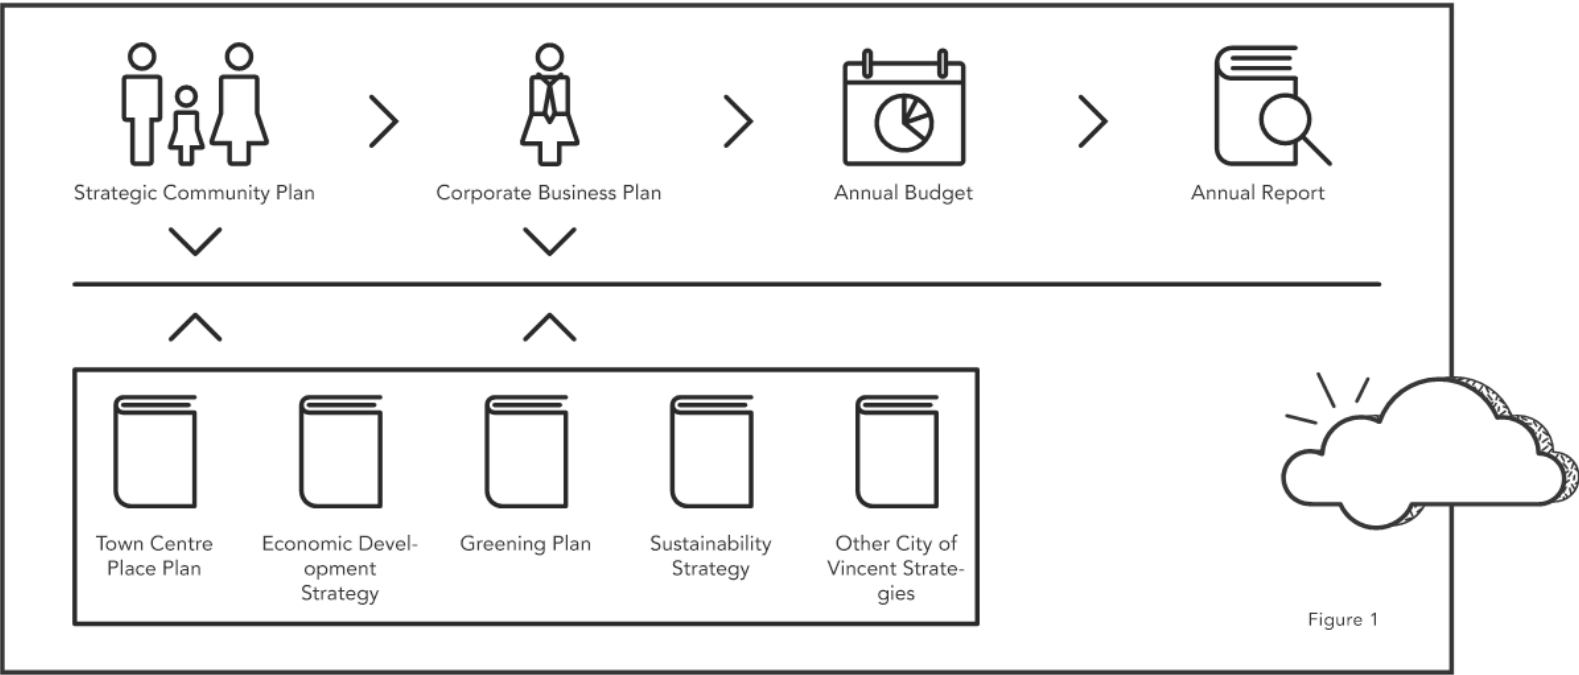 Strategic Community Plan
Corporate Business Plan
Annual Budget
Annual Report
Town Centre
Place Plan
Economic Devel-
opment
Strategy
Greening Plan
Sustainability
Strategy
Other City of
Vincent Strate-
gies
Figure 1